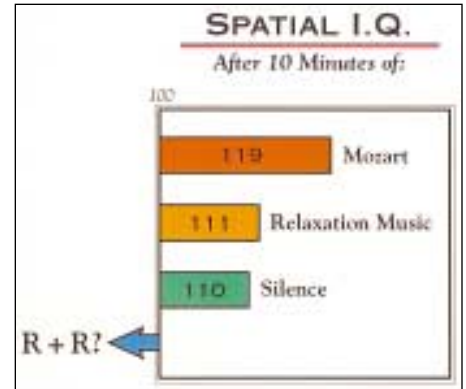 SPATIAL I.Q.
After 10 Minutes of:
100
119 Mozart
111 Relaxation Music
110 Silence
R + R?